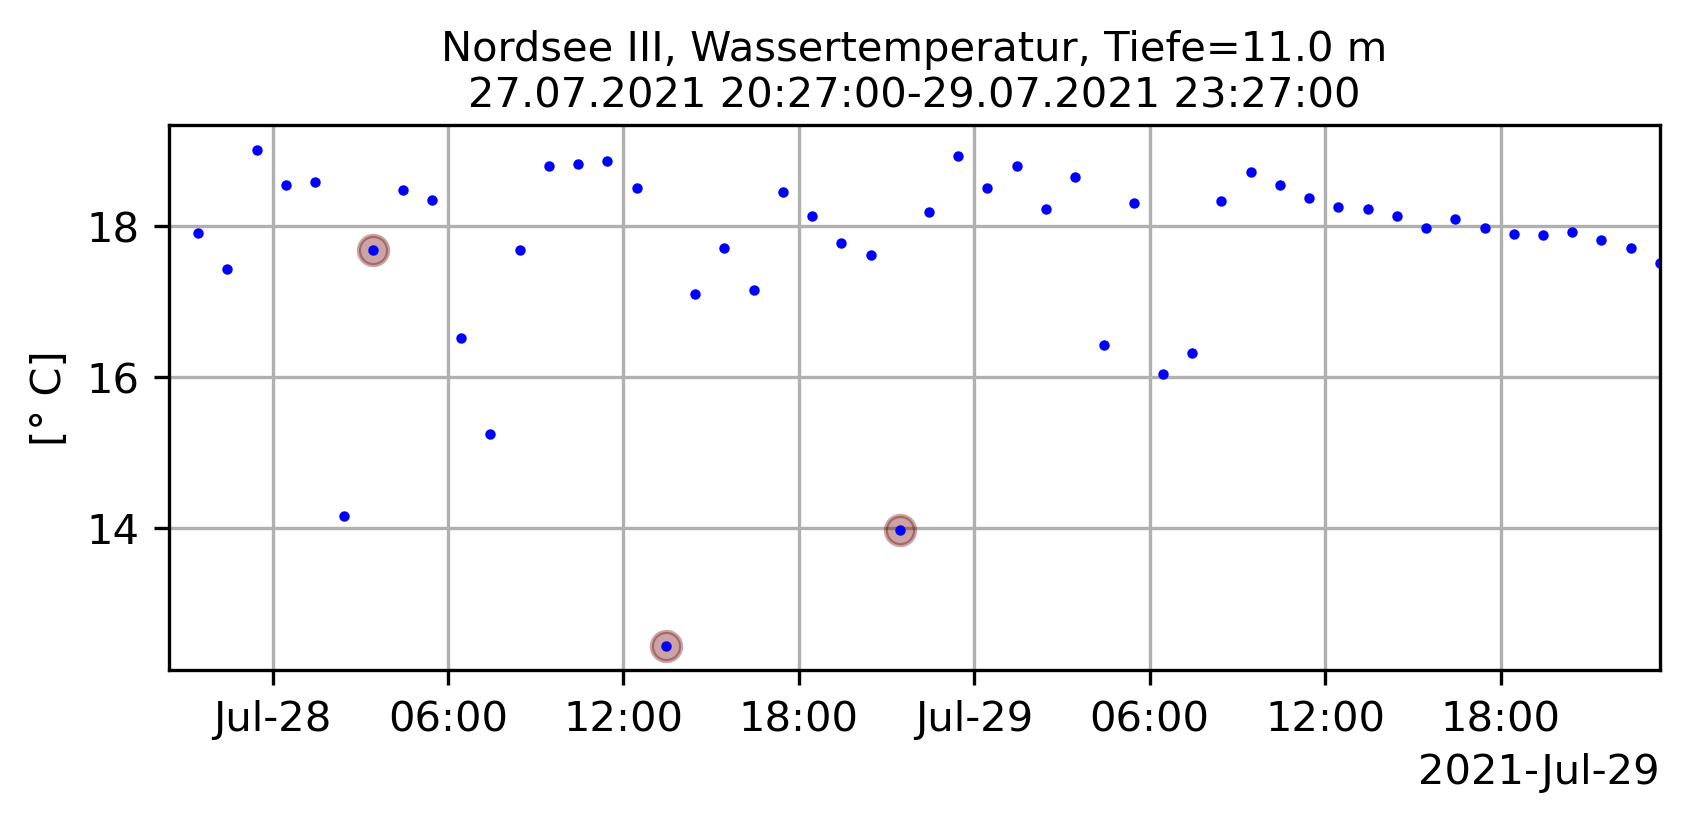 Nordsee III, Wassertemperatur, Tiefe=11.0 m
27.07.2021 20:27:00-29.07.2021 23:27:00
[° C]
18
16
14
Jul-28 06:00 12:00 18:00 Jul-29 06:00 12:00 18:00
2021-Jul-29